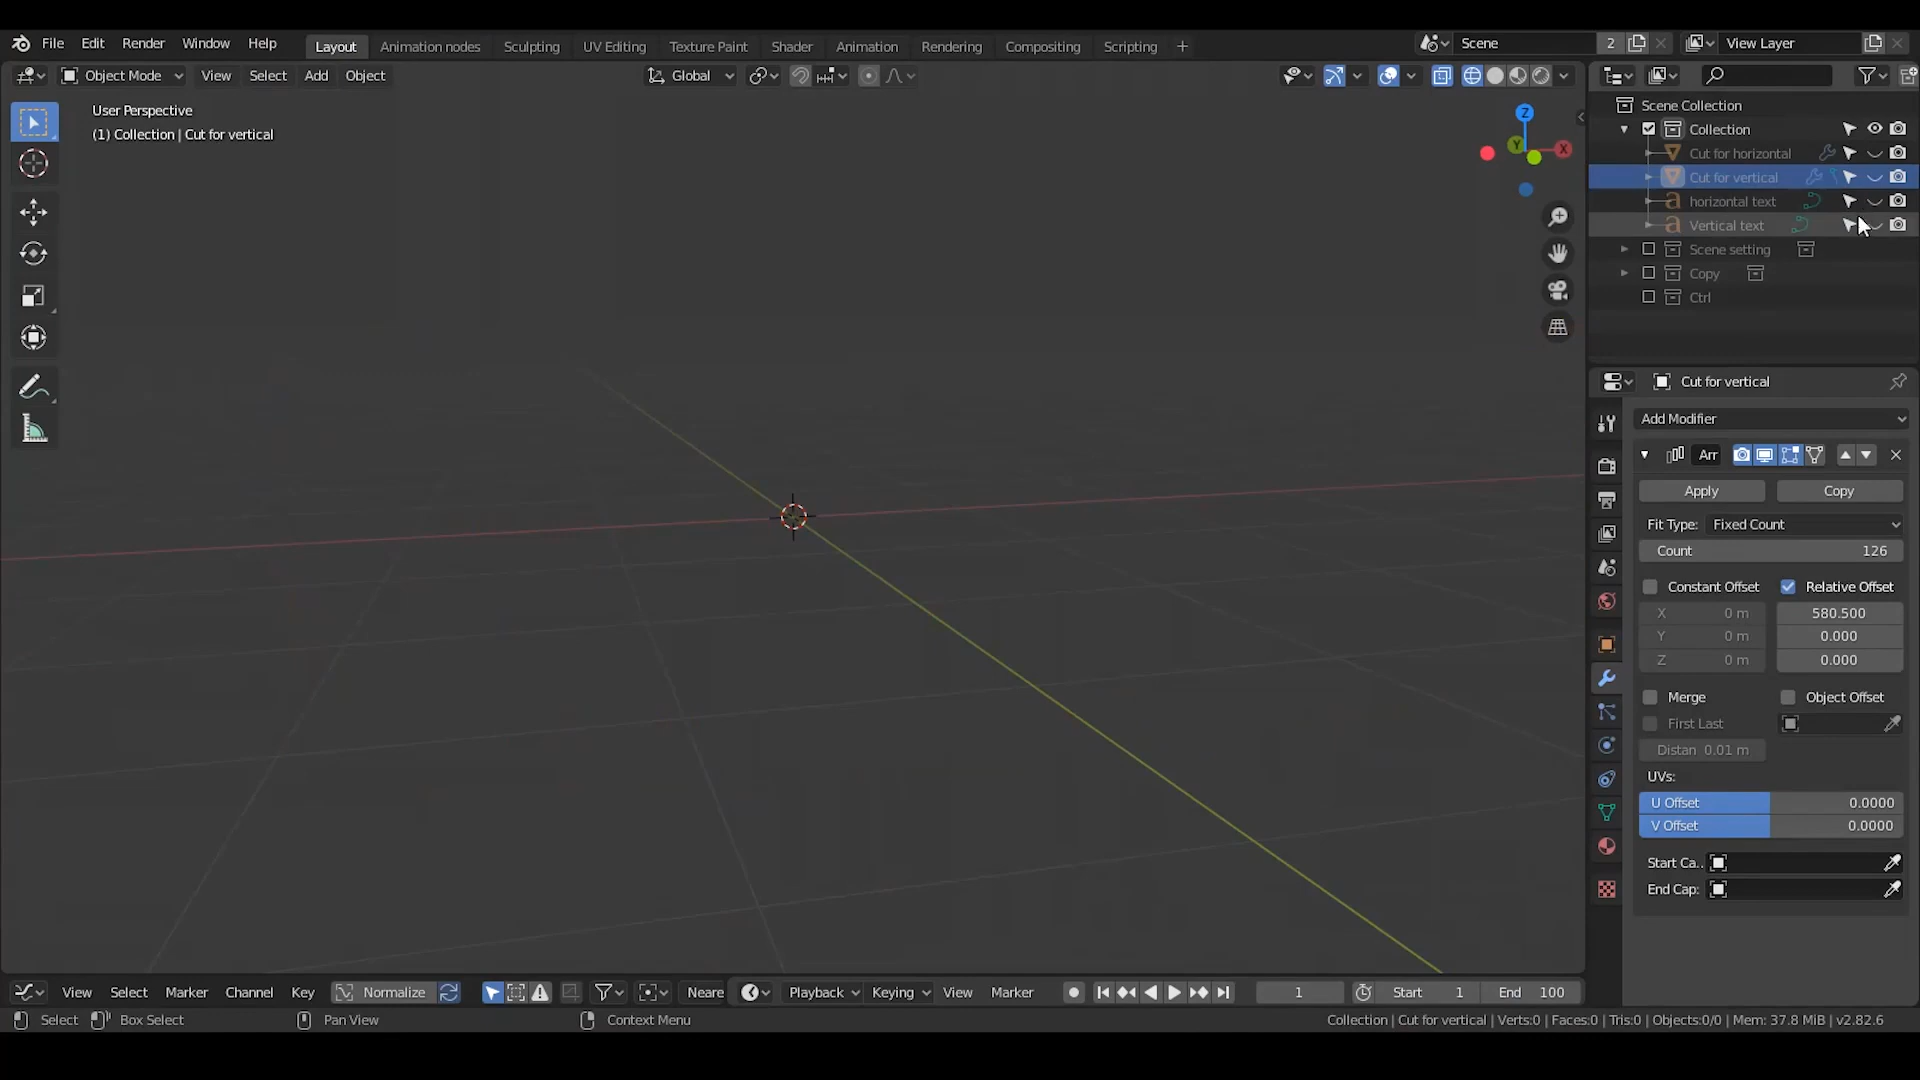 File Edit Render Window Help Layout Animation nodes Sculpting UV Editing Texture Paint Shader Animation Rendering Compositing Scripting + Scene 2 View Layer
Object Mode View Select Add Object Global
User Perspective
(1) Collection | Cut for vertical
Z
Y
X
Scene Collection
Collection
Cut for horizontal
Cut for vertical
horizontal text
Vertical text
Scene setting
Copy
Ctrl
Cut for vertical
Add Modifier
Arr
Apply Copy
Fit Type: Fixed Count
Count 126
Constant Offset Relative Offset
X 0 m 580.500
Y 0 m 0.000
Z 0 m 0.000
Merge Object Offset
First Last
Distan 0.01 m
UVs:
U Offset 0.0000
V Offset 0.0000
Start Ca..
End Cap:
View Select Marker Channel Key Normalize Neare Playback Keying View Marker 1 Start 1 End 100
Select Box Select Pan View Context Menu Collection | Cut for vertical | Verts:0 | Faces:0 | Tris:0 | Objects:0/0 | Mem: 37.8 MiB | v2.82.6